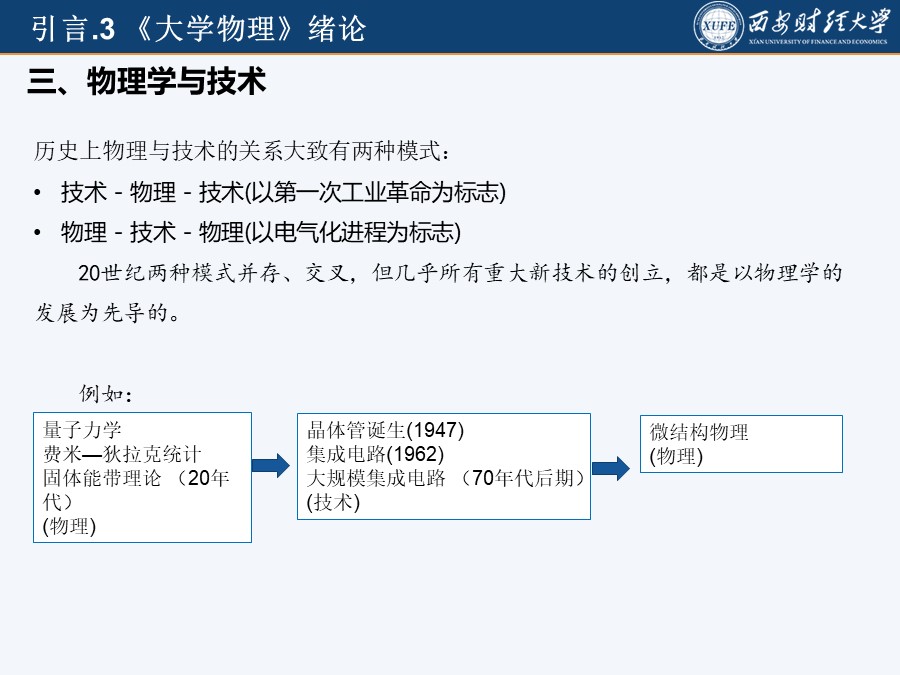 引言.3 《大学物理》绪论
XUFE
西安财经大学
XI'AN UNIVERSITY OF FINANCE AND ECONOMICS
三、物理学与技术
历史上物理与技术的关系大致有两种模式：
• 技术－物理－技术(以第一次工业革命为标志)
• 物理－技术－物理(以电气化进程为标志)
20世纪两种模式并存、交叉，但几乎所有重大新技术的创立，都是以物理学的
发展为先导的。
例如：
量子力学
费米—狄拉克统计
固体能带理论 （20年
代）
(物理)
晶体管诞生(1947)
集成电路(1962)
大规模集成电路 （70年代后期）
(技术)
微结构物理
(物理)